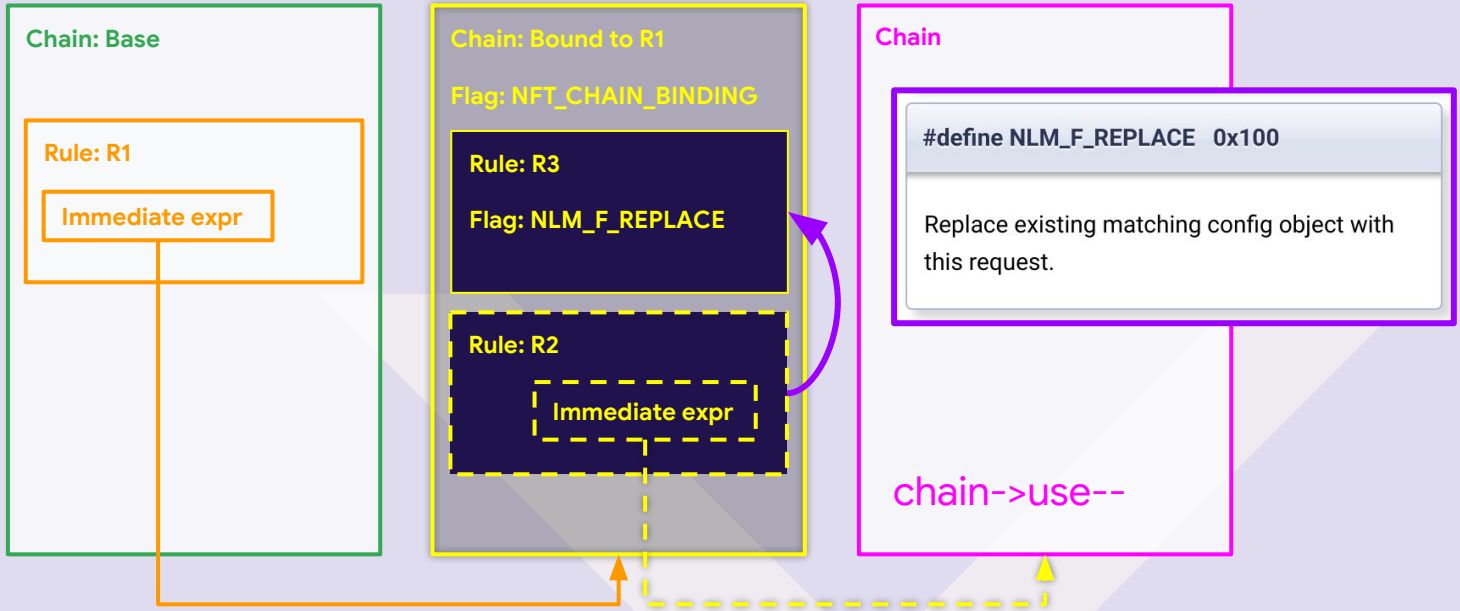 Chain: Base
Rule: R1
Immediate expr
Chain: Bound to R1
Flag: NFT_CHAIN_BINDING
Rule: R3
Flag: NLM_F_REPLACE
Rule: R2
Immediate expr
Chain
#define NLM_F_REPLACE 0x100
Replace existing matching config object with
this request.
chain->use--